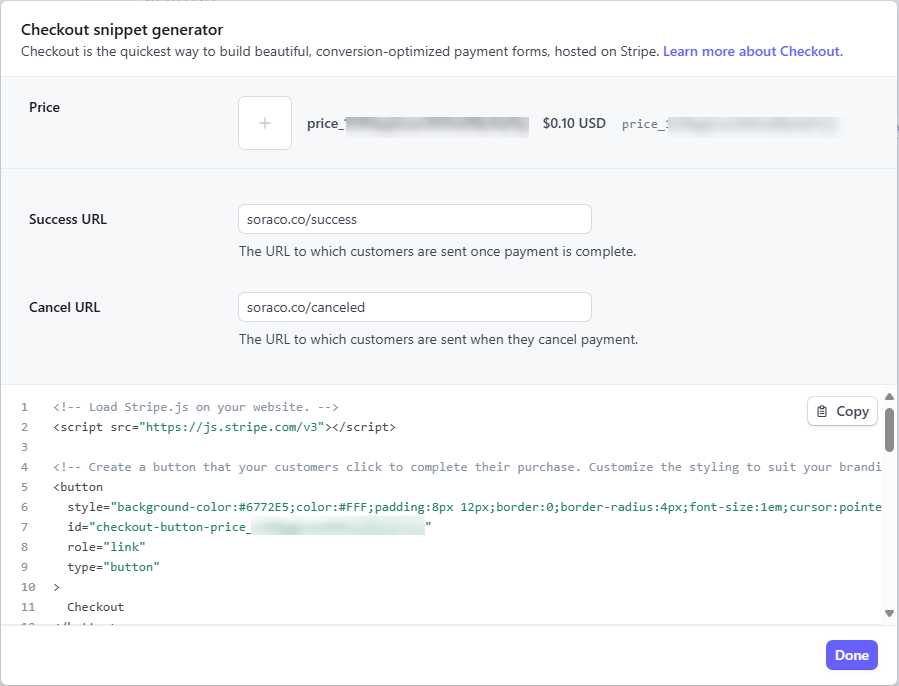 Checkout snippet generator
Checkout is the quickest way to build beautiful, conversion-optimized payment forms, hosted on Stripe. Learn more about Checkout.
Price
+ price_ $0.10 USD price_
Success URL
soraco.co/success
The URL to which customers are sent once payment is complete.
Cancel URL
soraco.co/canceled
The URL to which customers are sent when they cancel payment.
Copy
1 <!-- Load Stripe.js on your website. -->
2 <script src="https://js.stripe.com/v3"></script>
3
4 <!-- Create a button that your customers click to complete their purchase. Customize the styling to suit your brandi
5 <button
6 style="background-color:#6772E5;color:#FFF;padding:8px 12px;border:0;border-radius:4px;font-size:1em;cursor:pointe
7 id="checkout-button-price_"
8 role="link"
9 type="button"
10 >
11 Checkout
Done